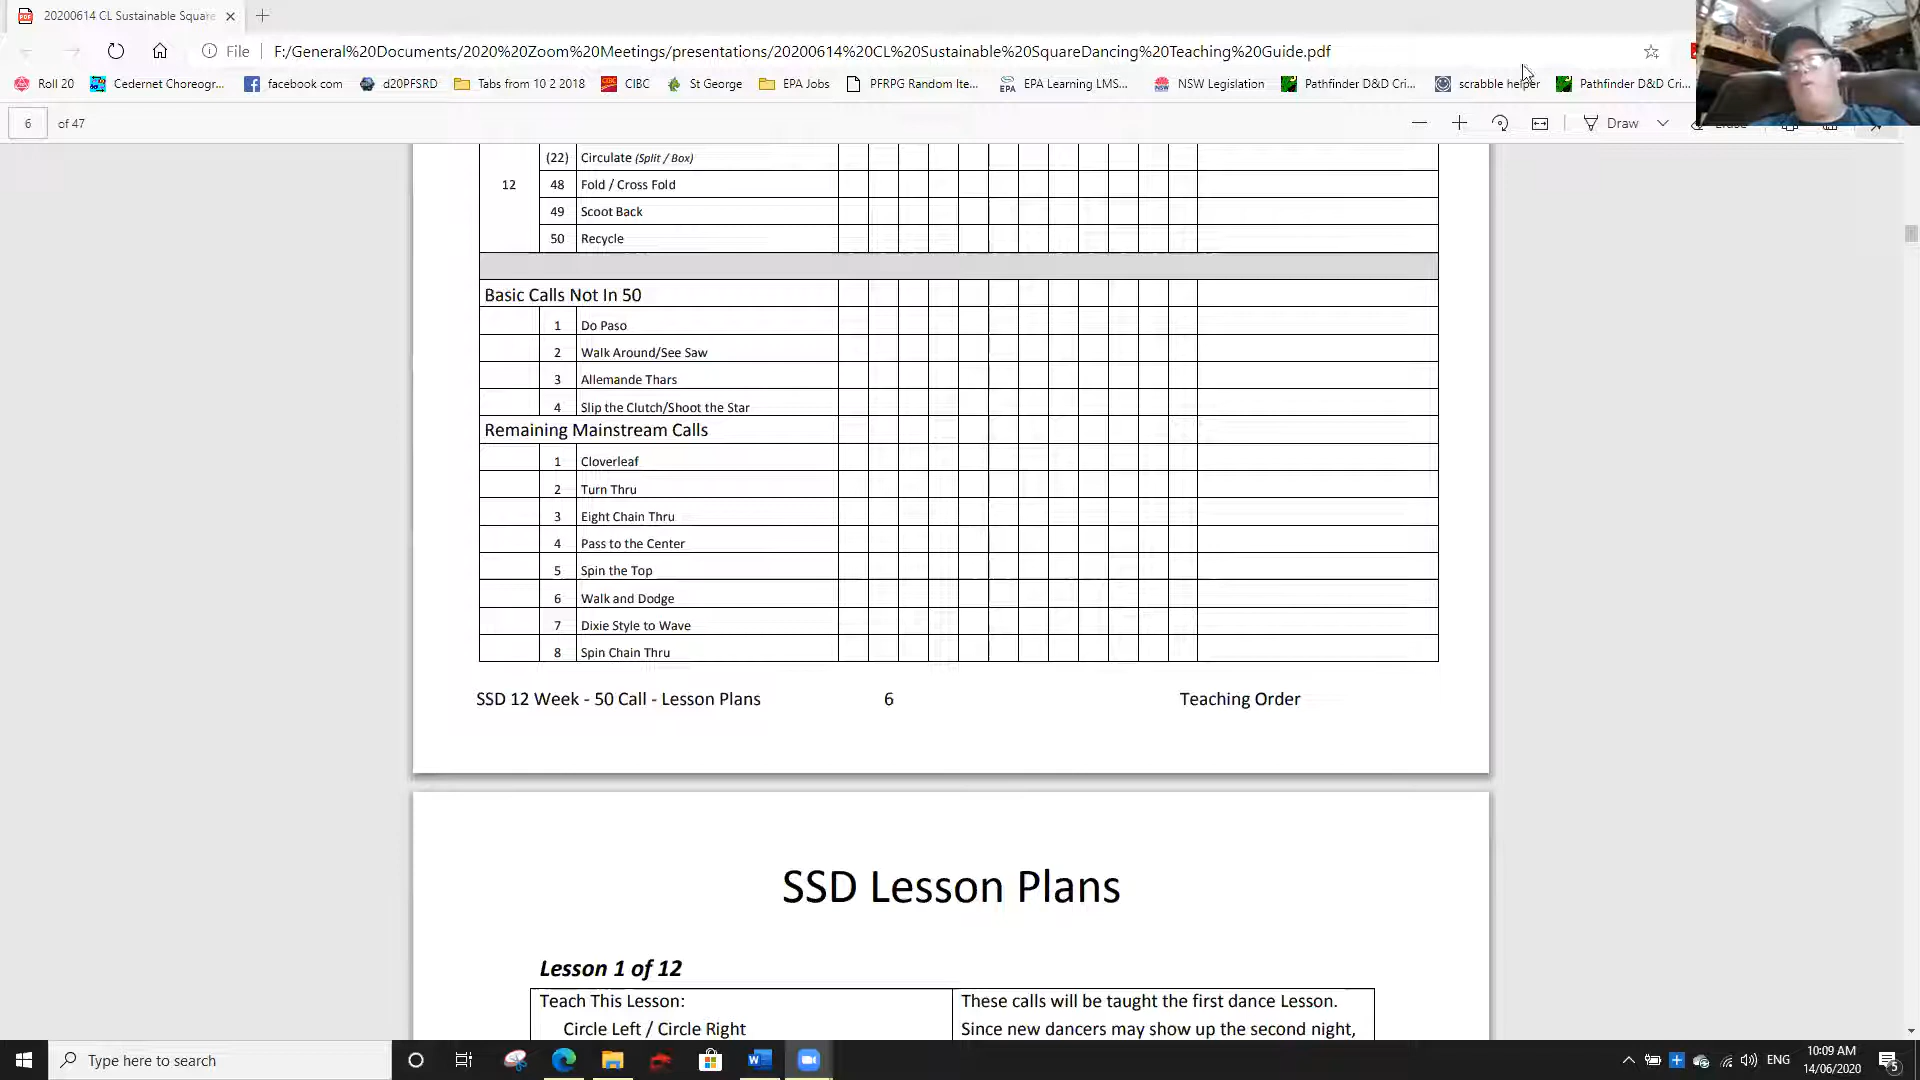 20200614 CL Sustainable Square
File F:/General%20Documents/2020%20Zoom%20Meetings/presentations/20200614%20CL%20Sustainable%20SquareDancing%20Teaching%20Guide.pdf
Roll 20 Cedernet Choreogr... facebook.com d20PFSRD Tabs from 10 2 2018 CIBC St George EPA Jobs PFRPG Random Ite... EPA Learning LMS... NSW Legislation Pathfinder D&D Cri... scrabble helper Pathfinder D&D Cri...
6 of 47 Draw
(22) Circulate (Split / Box)
12 48 Fold / Cross Fold
49 Scoot Back
50 Recycle
Basic Calls Not In 50
1 Do Paso
2 Walk Around/See Saw
3 Allemande Thars
4 Slip the Clutch/Shoot the Star
Remaining Mainstream Calls
1 Cloverleaf
2 Turn Thru
3 Eight Chain Thru
4 Pass to the Center
5 Spin the Top
6 Walk and Dodge
7 Dixie Style to Wave
8 Spin Chain Thru
SSD 12 Week - 50 Call - Lesson Plans 6 Teaching Order
SSD Lesson Plans
Lesson 1 of 12
Teach This Lesson: These calls will be taught the first dance Lesson.
Circle Left / Circle Right Since new dancers may show up the second night,
Type here to search
ENG
10:09 AM
14/06/2020
5